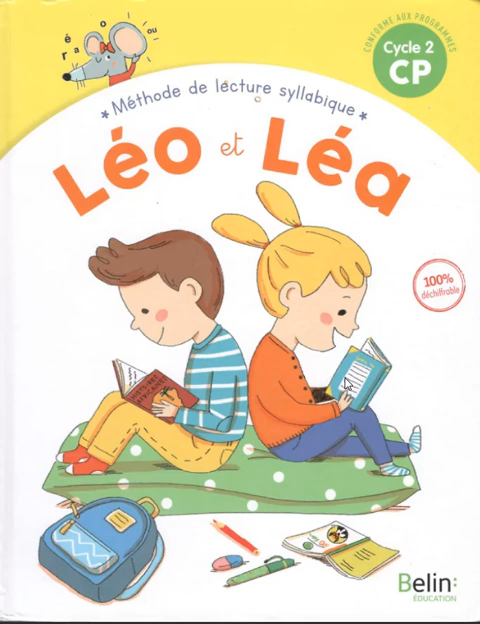 é
o
ou
r
a
CONFORME AUX PROGRAMMES
Cycle 2
CP
* Méthode de lecture syllabique *
Léo et Léa
100%
déchiffrable
Belin:
ÉDUCATION